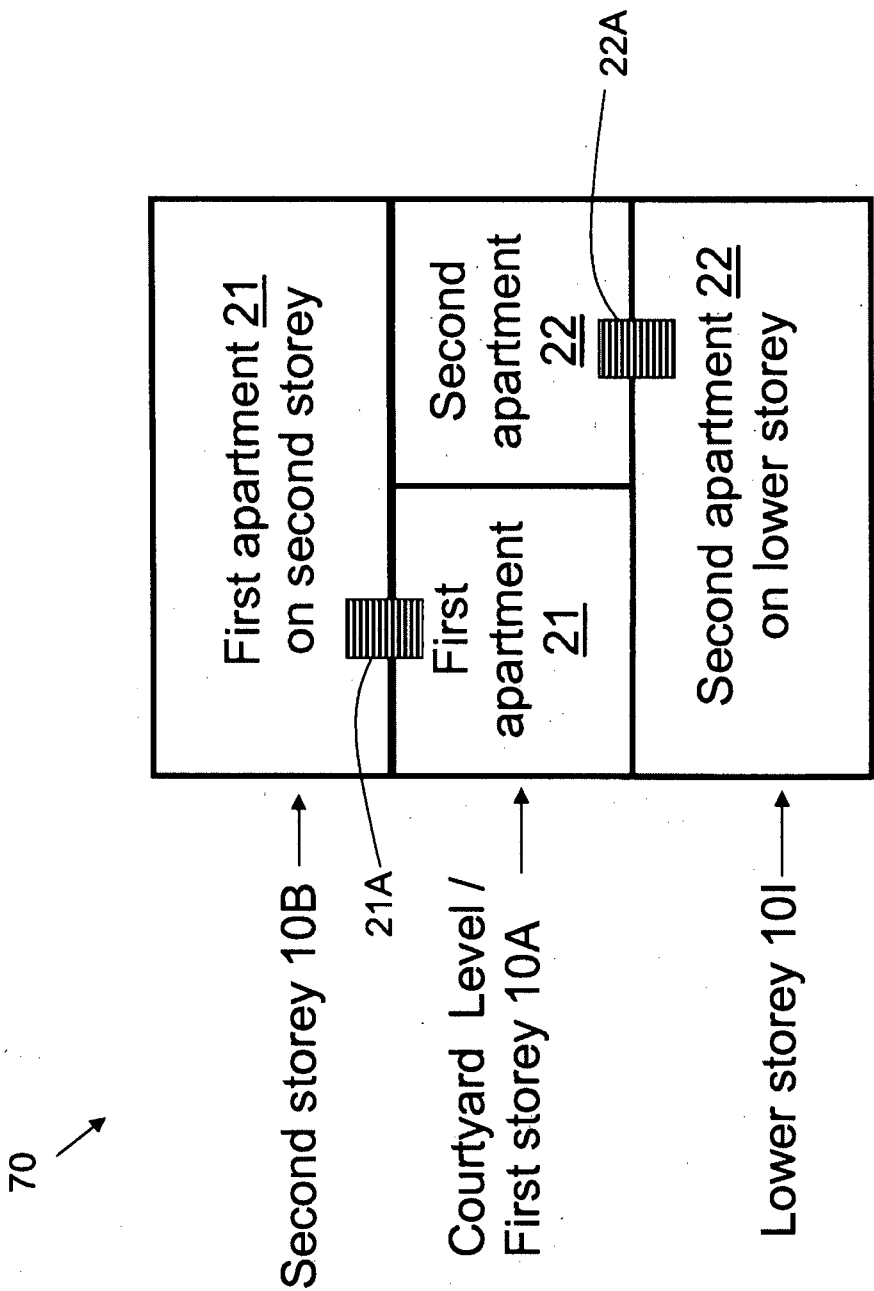 70
Second storey 10B
21A
Courtyard Level /
First storey 10A
Lower storey 10I
First apartment 21
on second storey
First
apartment
21
Second
apartment
22
22A
Second apartment 22
on lower storey